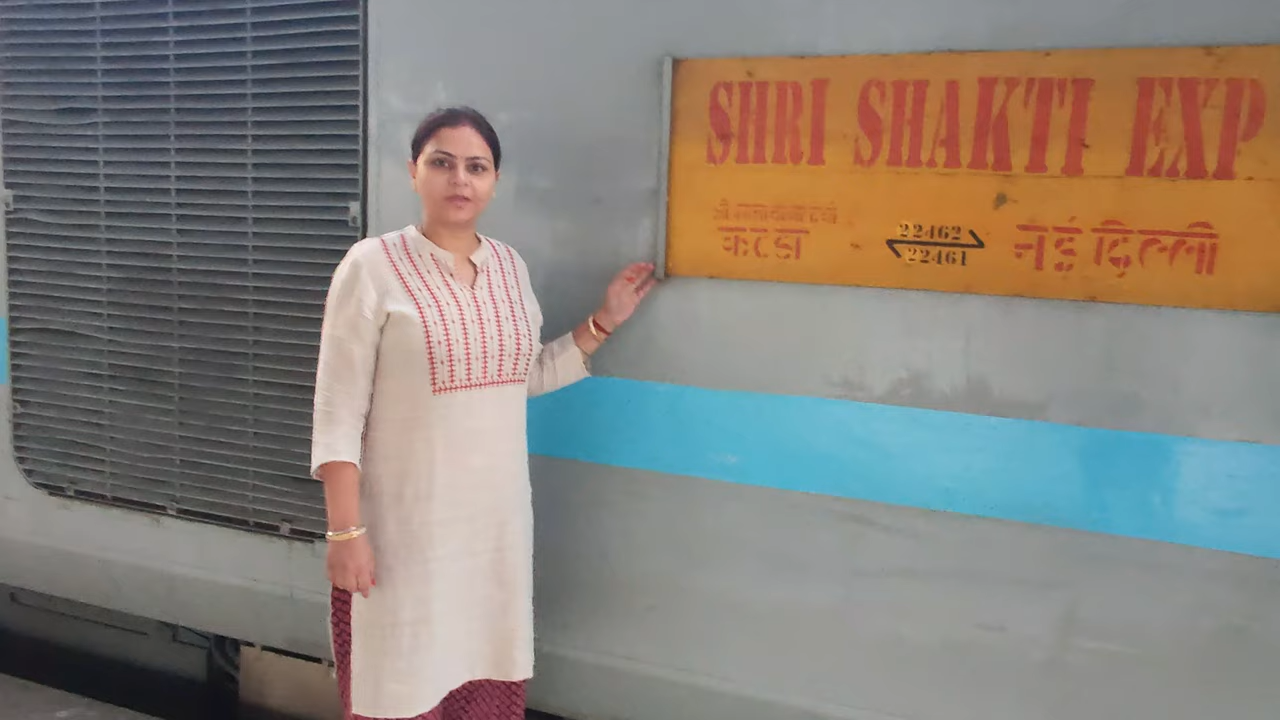 SHRI SHAKTI EXP
श्री माता वैष्णो देवी
कटडा
22462
22461
नई दिल्ली